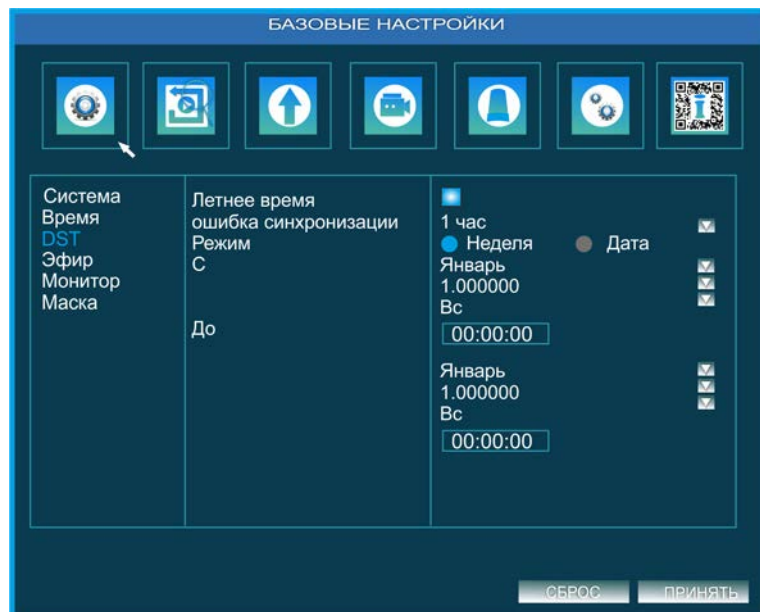 БАЗОВЫЕ НАСТРОЙКИ
Система
Время
DST
Эфир
Монитор
Маска
Летнее время
ошибка синхронизации
Режим
С
До
1 час
Неделя Дата
Январь
1.000000
Вс
00:00:00
Январь
1.000000
Вс
00:00:00
СБРОС ПРИНЯТЬ